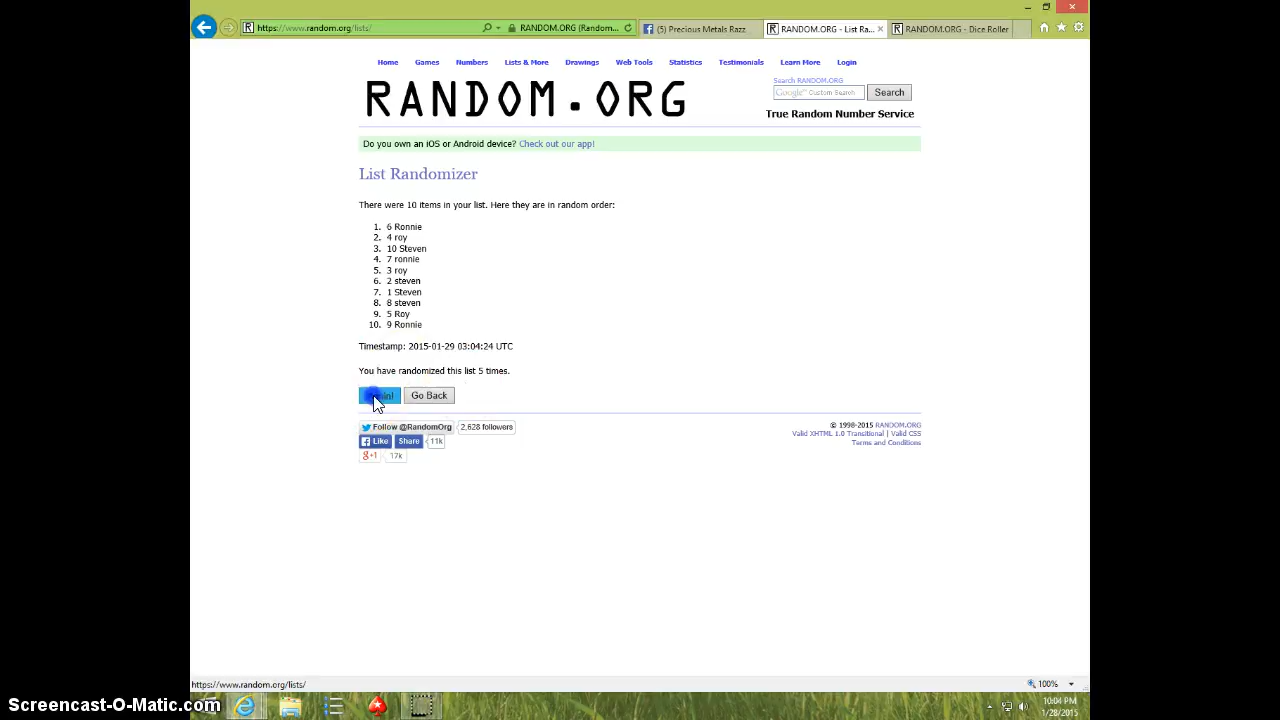 https://www.random.org/lists/
RANDOM.ORG (Random...
(5) Precious Metals Razz
RANDOM.ORG - List Ra...
RANDOM.ORG - Dice Roller
Home Games Numbers Lists & More Drawings Web Tools Statistics Testimonials Learn More Login
RANDOM.ORG
Search RANDOM.ORG
Google™ Custom Search
Search
True Random Number Service
Do you own an iOS or Android device? Check out our app!
List Randomizer
There were 10 items in your list. Here they are in random order:
1. 6 Ronnie
2. 4 roy
3. 10 Steven
4. 7 ronnie
5. 3 roy
6. 2 steven
7. 1 Steven
8. 8 steven
9. 5 Roy
10. 9 Ronnie
Timestamp: 2015-01-29 03:04:24 UTC
You have randomized this list 5 times.
Go Back
Follow @RandomOrg 2,628 followers
Like Share 11k
g+1 17k
© 1998-2015 RANDOM.ORG
Valid XHTML 1.0 Transitional | Valid CSS
Terms and Conditions
https://www.random.org/lists/
100%
10:04 PM
1/28/2015
Screencast-O-Matic.com